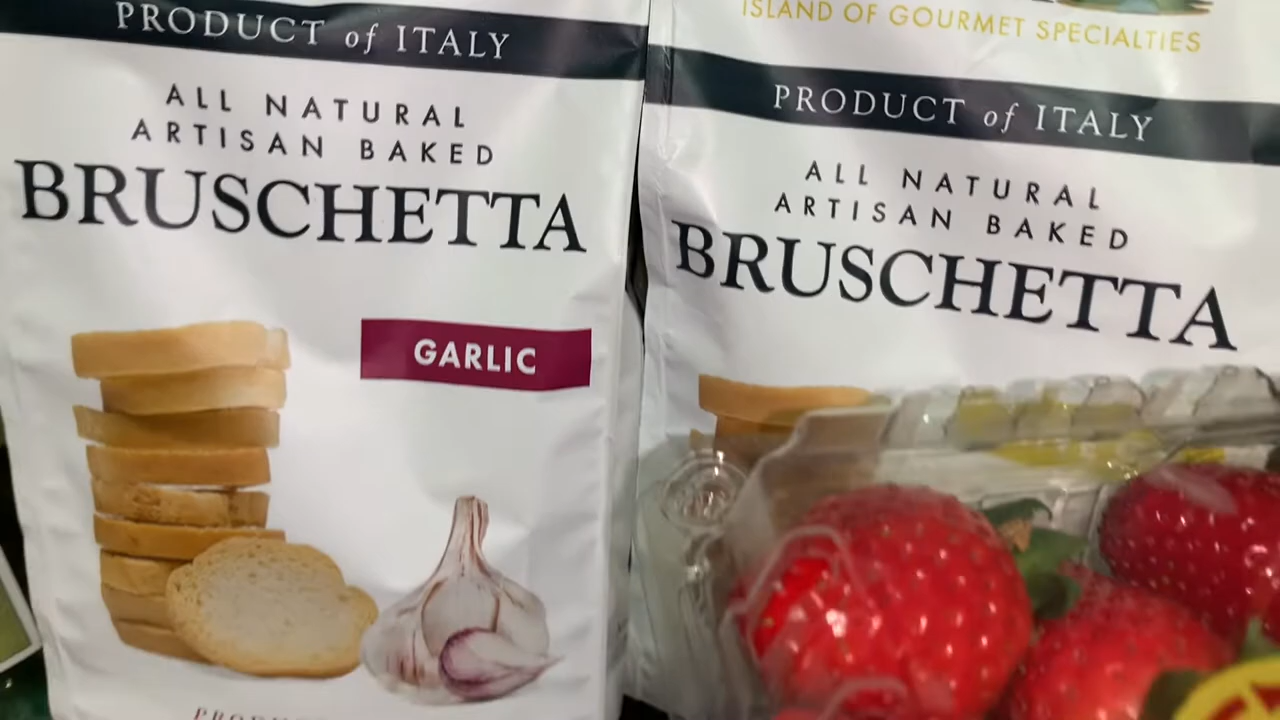 PRODUCT of ITALY
ALL NATURAL
ARTISAN BAKED
BRUSCHETTA
GARLIC
ISLAND OF GOURMET SPECIALTIES
PRODUCT of ITALY
ALL NATURAL
ARTISAN BAKED
BRUSCHETTA